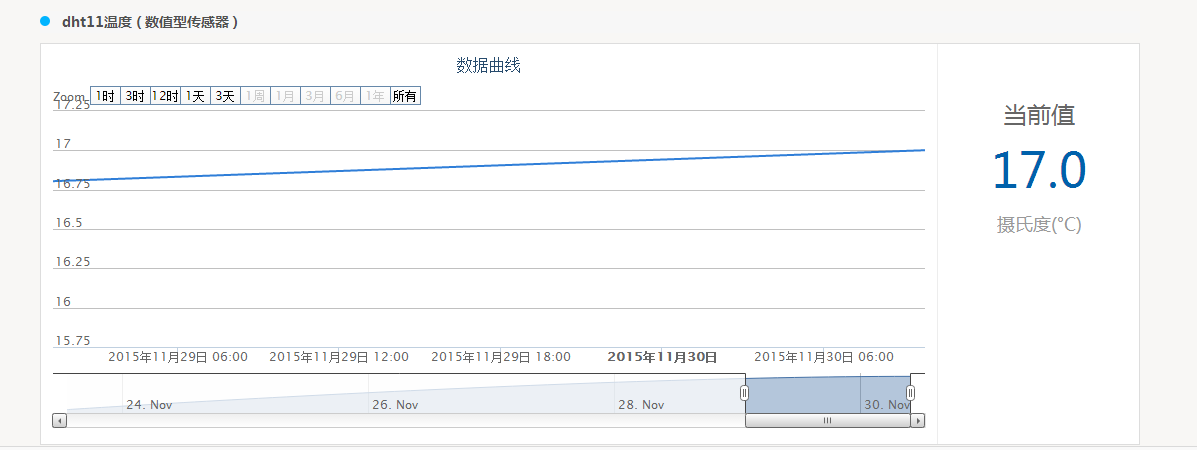 dht11温度（数值型传感器）
数据曲线
Zoom 1时 3时 12时 1天 3天 1周 1月 3月 6月 1年 所有
17.25
17
16.75
16.5
16.25
16
15.75
2015年11月29日 06:00 2015年11月29日 12:00 2015年11月29日 18:00 2015年11月30日 2015年11月30日 06:00
24. Nov 26. Nov 28. Nov 30. Nov
当前值
17.0
摄氏度(°C)